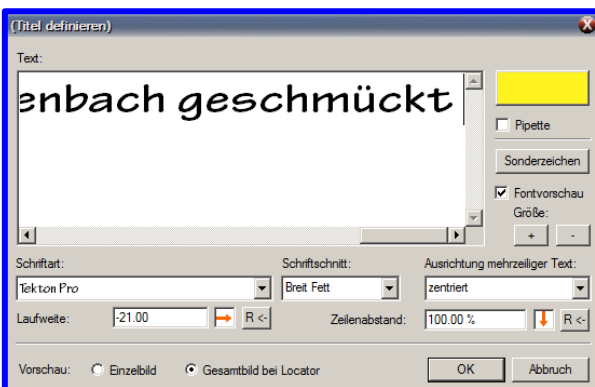 (Titel definieren)
Text:
enbach geschmückt
Pipette
Sonderzeichen
Fontvorschau
Größe:
+ -
Schriftart: Schriftschnitt: Ausrichtung mehrzeiliger Text:
Tekton Pro Breit Fett zentriert
Laufweite: -21.00 R <- Zeilenabstand: 100.00 % R <-
Vorschau: Einzelbild Gesamtbild bei Locator OK Abbruch